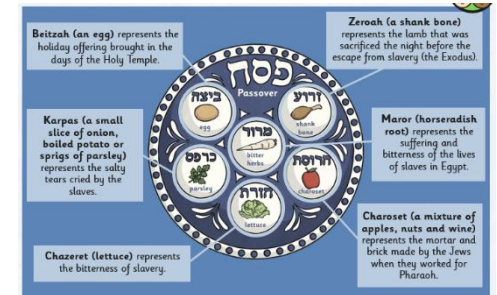 Beitzah (an egg) represents the
holiday offering brought in the
days of the Holy Temple.
Zeroah (a shank bone)
represents the lamb that was
sacrificed the night before the
escape from slavery (the Exodus).
פסח
Passover
ביצה
egg
זרוע
shank
bone
מרור
bitter
herbs
כרפס
parsley
חרוסת
charoset
חזרת
lettuce
Karpas (a small
slice of onion,
boiled potato or
sprigs of parsley)
represents the salty
tears cried by the
slaves.
Maror (horseradish
root) represents the
suffering and
bitterness of the lives
of slaves in Egypt.
Chazeret (lettuce) represents
the bitterness of slavery.
Charoset (a mixture of
apples, nuts and wine)
represents the mortar and
brick made by the Jews
when they worked for
Pharaoh.